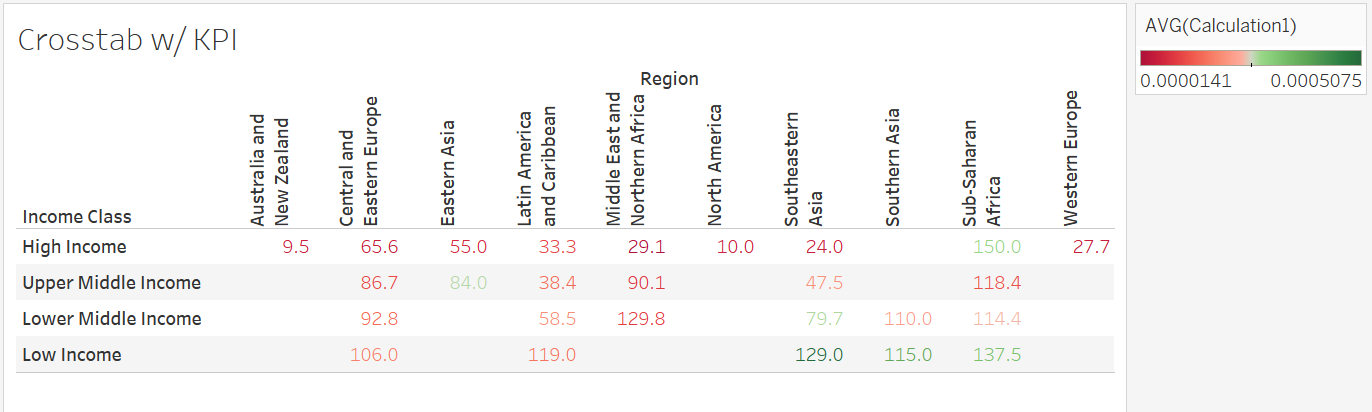 Crosstab w/ KPI
AVG(Calculation1)
0.0000141 0.0005075
Region
Income Class
Australia and
New Zealand
Central and
Eastern Europe
Eastern Asia
Latin America
and Caribbean
Middle East and
Northern Africa
North America
Southeastern
Asia
Southern Asia
Sub-Saharan
Africa
Western Europe
High Income 9.5 65.6 55.0 33.3 29.1 10.0 24.0 150.0 27.7
Upper Middle Income 86.7 84.0 38.4 90.1 47.5 118.4
Lower Middle Income 92.8 58.5 129.8 79.7 110.0 114.4
Low Income 106.0 119.0 129.0 115.0 137.5